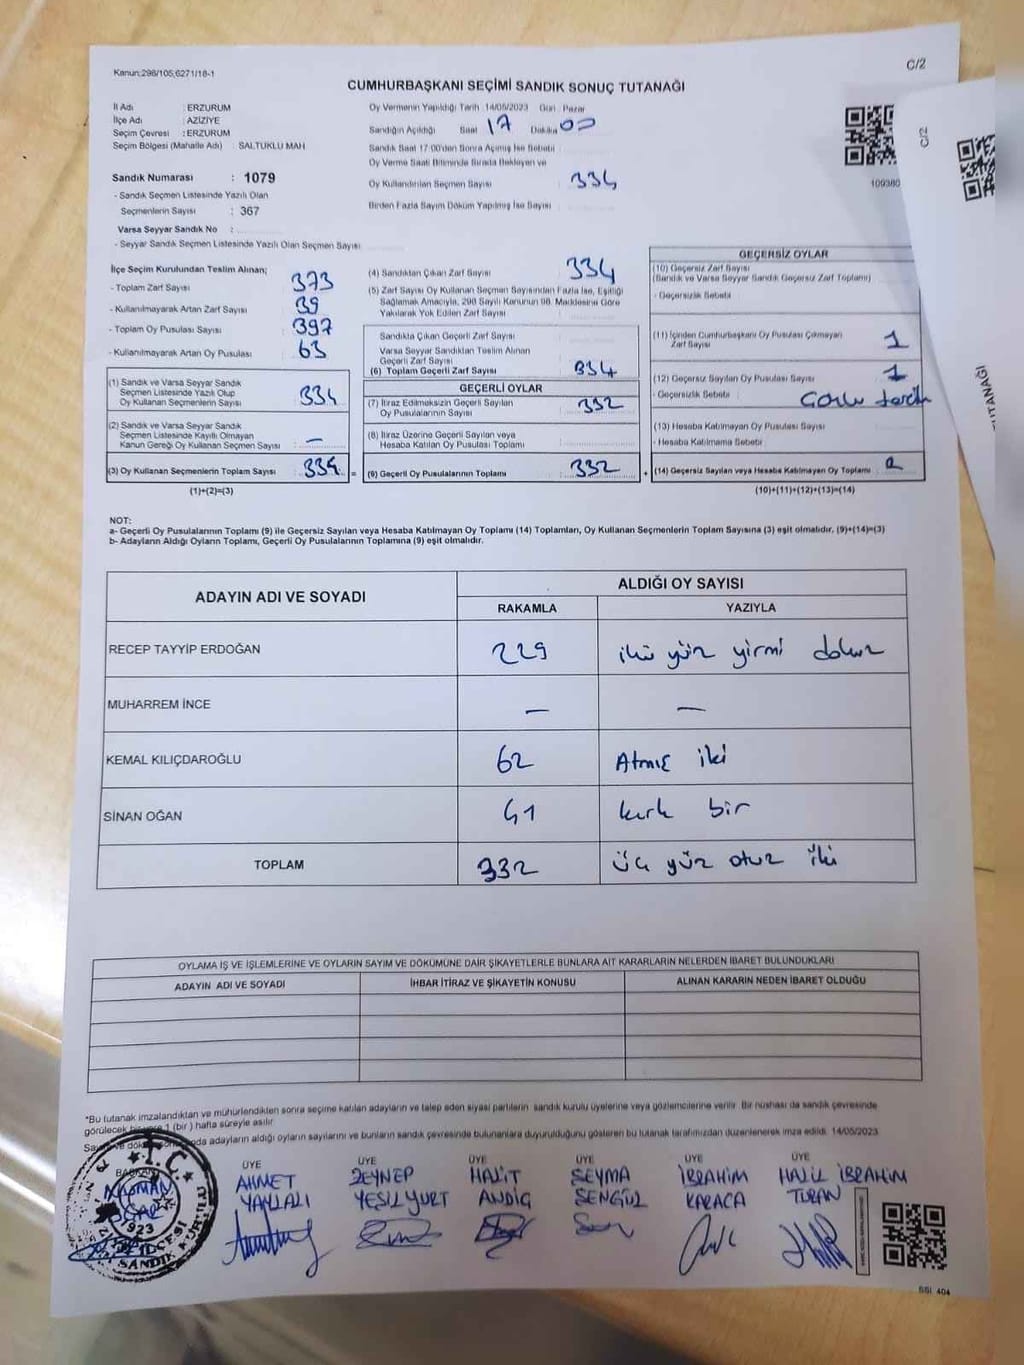 Kanun:298/105,6271/18-1
C/2
CUMHURBAŞKANI SEÇİMİ SANDIK SONUÇ TUTANAĞI
İl Adı : ERZURUM
İlçe Adı : AZİZİYE
Seçim Çevresi : ERZURUM
Seçim Bölgesi (Mahalle Adı) SALTUKLU MAH
Sandık Numarası : 1079
- Sandık Seçmen Listesinde Yazılı Olan
Seçmenlerin Sayısı : 367
Varsa Seyyar Sandık No :
- Seyyar Sandık Seçmen Listesinde Yazılı Olan Seçmen Sayısı
Oy Vermenin Yapıldığı Tarih 14/05/2023 Gün Pazar
Sandığın Açıldığı Saat 17 Dakika 00
Sandık Saat 17:00'den Sonra Açılmış İse Sebebi
Oy Verme Saati Bitiminde Sırada Bekleyen ve
Oy Kullandırılan Seçmen Sayısı 334
Birden Fazla Sayım Döküm Yapılmış İse Sayısı
109380
C/2
İlçe Seçim Kurulundan Teslim Alınan;
- Toplam Zarf Sayısı 373
- Kullanılmayarak Artan Zarf Sayısı 39
- Toplam Oy Pusulası Sayısı 397
- Kullanılmayarak Artan Oy Pusulası 63
(1) Sandık ve Varsa Seyyar Sandık
Seçmen Listesinde Yazılı Olup
Oy Kullanan Seçmenlerin Sayısı 334
(2) Sandık ve Varsa Seyyar Sandık
Seçmen Listesinde Kayıtlı Olmayan
Kanun Gereği Oy Kullanan Seçmen Sayısı —
(3) Oy Kullanan Seçmenlerin Toplam Sayısı 334 =
(1)+(2)=(3)
(4) Sandıktan Çıkan Zarf Sayısı 334
(5) Zarf Sayısı Oy Kullanan Seçmen Sayısından Fazla İse, Eşitliği
Sağlamak Amacıyla, 298 Sayılı Kanunun 98. Maddesine Göre
Yakılarak Yok Edilen Zarf Sayısı
Sandıkta Çıkan Geçerli Zarf Sayısı
Varsa Seyyar Sandıktan Teslim Alınan
Geçerli Zarf Sayısı
(6) Toplam Geçerli Zarf Sayısı 334
GEÇERLİ OYLAR
(7) İtiraz Edilmeksizin Geçerli Sayılan
Oy Pusulalarının Sayısı 332
(8) İtiraz Üzerine Geçerli Sayılan veya
Hesaba Katılan Oy Pusulalarının Toplamı
(9) Geçerli Oy Pusulalarının Toplamı 332 +
GEÇERSİZ OYLAR
(10) Geçersiz Zarf Sayısı
(Sandık ve Varsa Seyyar Sandık Geçersiz Zarf Toplamı)
- Geçersizlik Sebebi
(11) İçinden Cumhurbaşkanı Oy Pusulası Çıkmayan
Zarf Sayısı 1
(12) Geçersiz Sayılan Oy Pusulası Sayısı 1
- Geçersizlik Sebebi Çoklu tercih
(13) Hesaba Katılmayan Oy Pusulası Sayısı
- Hesaba Katılmama Sebebi
(14) Geçersiz Sayılan veya Hesaba Katılmayan Oy Toplamı 2
(10)+(11)+(12)+(13)=(14)
NOT:
a- Geçerli Oy Pusulalarının Toplamı (9) ile Geçersiz Sayılan veya Hesaba Katılmayan Oy Toplamı (14) Toplamları, Oy Kullanan Seçmenlerin Toplam Sayısına (3) eşit olmalıdır. (9)+(14)=(3)
b- Adayların Aldığı Oyların Toplamı, Geçerli Oy Pusulalarının Toplamına (9) eşit olmalıdır.
ADAYIN ADI VE SOYADI ALDIĞI OY SAYISI
RAKAMLA YAZIYLA
RECEP TAYYİP ERDOĞAN 229 iki yüz yirmi dokuz
MUHARREM İNCE — —
KEMAL KILIÇDAROĞLU 62 Atmış iki
SİNAN OĞAN 41 kırk bir
TOPLAM 332 üç yüz otuz iki
OYLAMA İŞ VE İŞLEMLERİNE VE OYLARIN SAYIM VE DÖKÜMÜNE DAİR ŞİKAYETLERLE BUNLARA AİT KARARLARIN NELERDEN İBARET BULUNDUKLARI
ADAYIN ADI VE SOYADI İHBAR İTİRAZ VE ŞİKAYETİN KONUSU ALINAN KARARIN NEDEN İBARET OLDUĞU
*Bu tutanak imzalandıktan ve mühürlendikten sonra seçime katılan adayların ve talep eden siyasi partilerin sandık kurulu üyelerine veya gözlemcilerine verilir. Bir nüshası da sandık çevresinde
görülecek bir yere 1 (bir) hafta süreyle asılır
adayların aldığı oyların sayılarını ve bunların sandık çevresinde bulunanlara duyurulduğunu gösteren bu tutanak tarafımızdan düzenlenerek imza edildi. 14/05/2023
T.C.
1923
SANDIK KURULU
ÜYE ÜYE ÜYE ÜYE ÜYE ÜYE
AHMET ZEYNEP HALİT SEYMA İBRAHİM HALİL İBRAHİM
YAYLALI YEŞİLYURT ANDİG SENGÜL KARACA TURAN
SSI 404